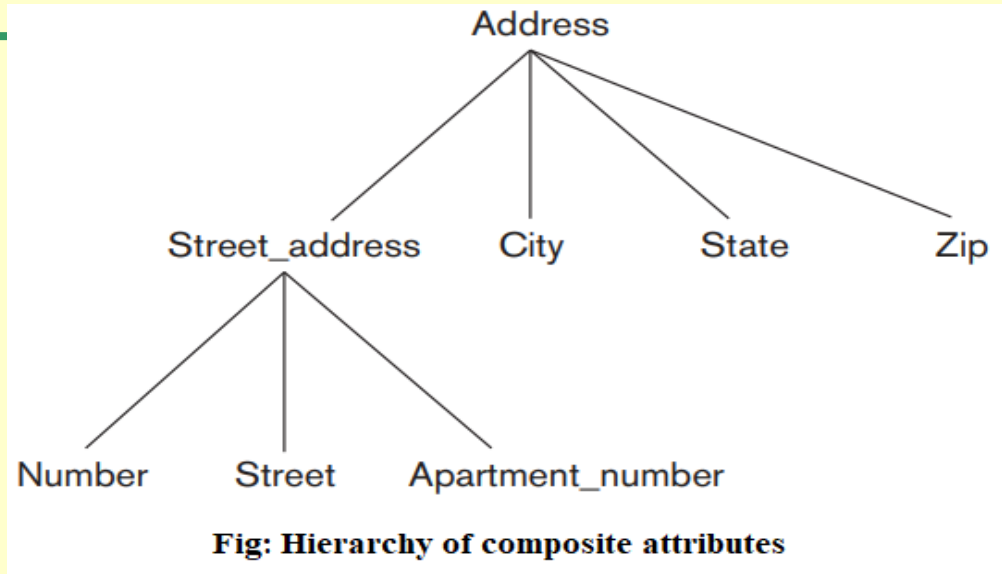 Address
Street_address City State Zip
Number Street Apartment_number
Fig: Hierarchy of composite attributes